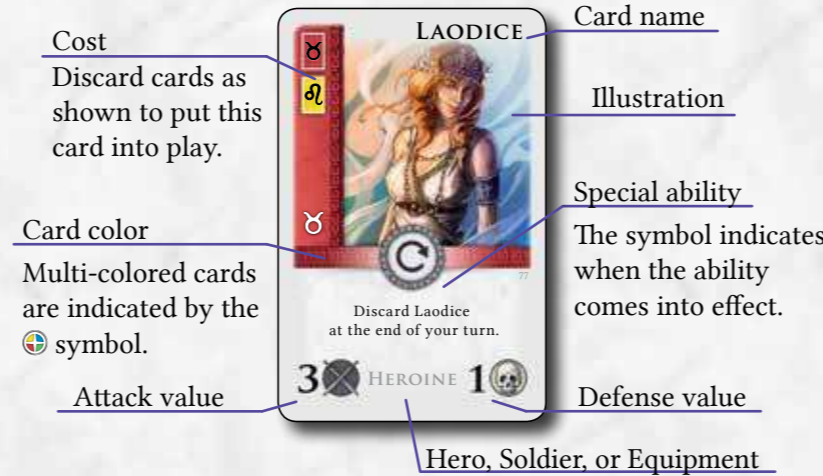 Cost
Discard cards as
shown to put this
card into play.
Card color
Multi-colored cards
are indicated by the
symbol.
Attack value
LAODICE
♉
♌
♉
77
Discard Laodice
at the end of your turn.
3 HEROINE 1
Card name
Illustration
Special ability
The symbol indicates
when the ability
comes into effect.
Defense value
Hero, Soldier, or Equipment